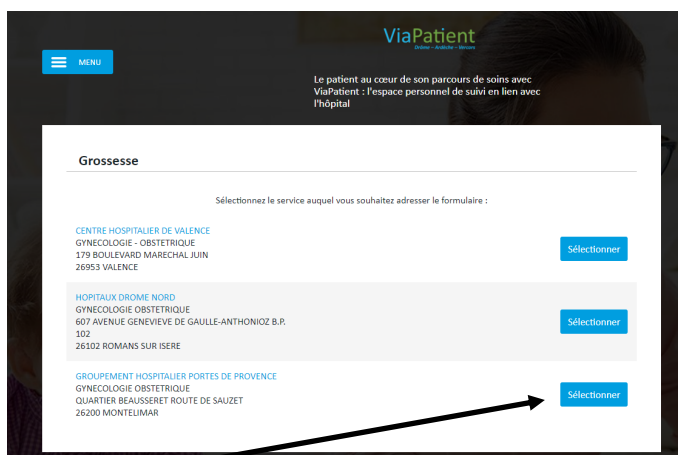 ViaPatient
Drôme – Ardèche – Vercors
MENU
Le patient au cœur de son parcours de soins avec
ViaPatient : l'espace personnel de suivi en lien avec
l'hôpital
Grossesse
Sélectionnez le service auquel vous souhaitez adresser le formulaire :
CENTRE HOSPITALIER DE VALENCE
GYNECOLOGIE - OBSTETRIQUE
179 BOULEVARD MARECHAL JUIN
26953 VALENCE
Sélectionner
HOPITAUX DROME NORD
GYNECOLOGIE OBSTETRIQUE
607 AVENUE GENEVIEVE DE GAULLE-ANTHONIOZ B.P.
102
26102 ROMANS SUR ISERE
Sélectionner
GROUPEMENT HOSPITALIER PORTES DE PROVENCE
GYNECOLOGIE OBSTETRIQUE
QUARTIER BEAUSSERET ROUTE DE SAUZET
26200 MONTELIMAR
Sélectionner